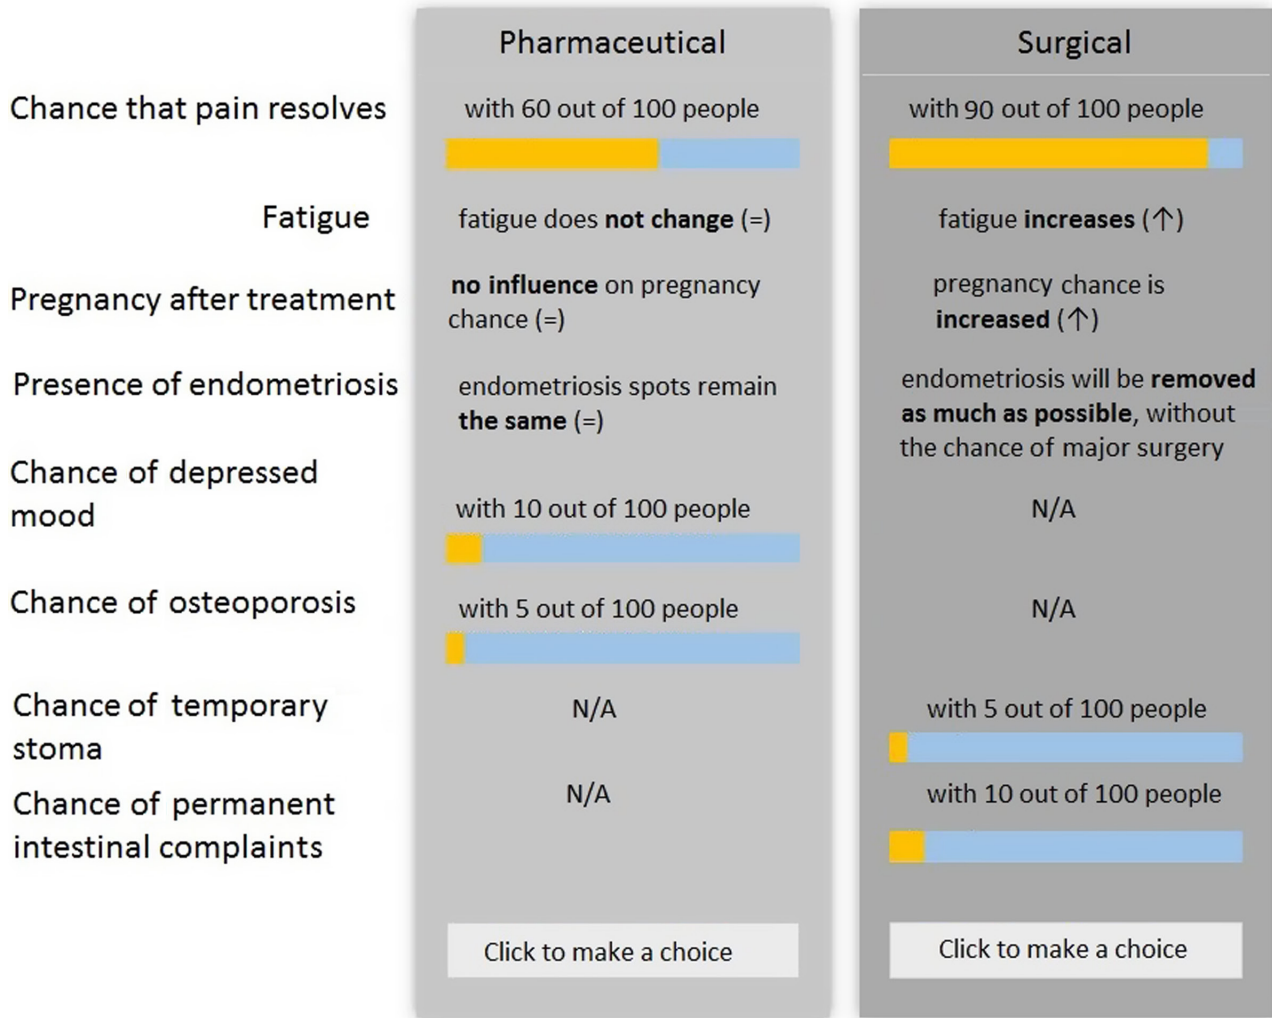 Pharmaceutical
Surgical
Chance that pain resolves
with 60 out of 100 people
with 90 out of 100 people
Fatigue
fatigue does not change (=)
fatigue increases (↑)
Pregnancy after treatment
no influence on pregnancy
chance (=)
pregnancy chance is
increased (↑)
Presence of endometriosis
endometriosis spots remain
the same (=)
endometriosis will be removed
as much as possible, without
the chance of major surgery
Chance of depressed
mood
with 10 out of 100 people
N/A
Chance of osteoporosis
with 5 out of 100 people
N/A
Chance of temporary
stoma
N/A
with 5 out of 100 people
Chance of permanent
intestinal complaints
N/A
with 10 out of 100 people
Click to make a choice
Click to make a choice